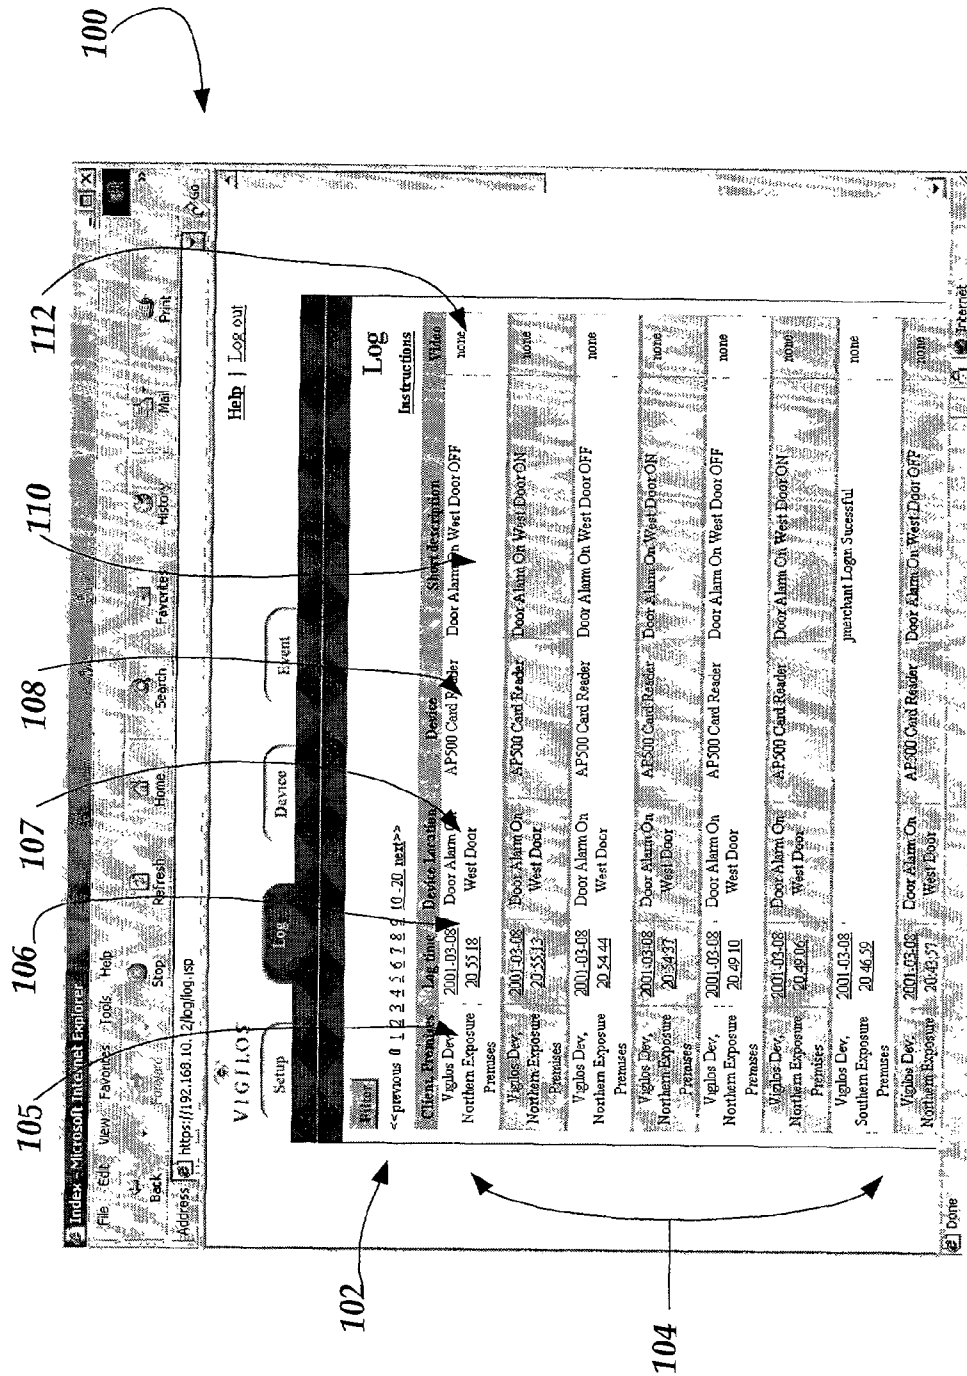 100
Index - Microsoft Internet Explorer
File Edit View Favorites Tools Help
Back Forward Stop Refresh Home Search Favorites History Mail Print
Address https://192.168.10.12/log/log.jsp Go
VIGILOS
Help | Log out
Setup Log Device Event
Filter Log
<<previous 0 1 2 3 4 5 6 7 8 9 10 - 20 next>> Instructions
Client, Premises Log time Device Location Device Short description Video
Vigilos Dev, 2001-03-08 Door Alarm On AP500 Card Reader Door Alarm On West Door OFF none
Northern Exposure 20:55:18 West Door
Premises
Vigilos Dev, 2001-03-08 Door Alarm On AP500 Card Reader Door Alarm On West Door ON none
Northern Exposure 20:55:13 West Door
Premises
Vigilos Dev, 2001-03-08 Door Alarm On AP500 Card Reader Door Alarm On West Door OFF none
Northern Exposure 20:54:44 West Door
Premises
Vigilos Dev, 2001-03-08 Door Alarm On AP500 Card Reader Door Alarm On West Door ON none
Northern Exposure 20:54:37 West Door
Premises
Vigilos Dev, 2001-03-08 Door Alarm On AP500 Card Reader Door Alarm On West Door OFF none
Northern Exposure 20:49:10 West Door
Premises
Vigilos Dev, 2001-03-08 Door Alarm On AP500 Card Reader Door Alarm On West Door ON none
Northern Exposure 20:49:06 West Door
Premises
Vigilos Dev, 2001-03-08 jmerchant Login Sucessful none
Southern Exposure 20:46:59
Premises
Vigilos Dev, 2001-03-08 Door Alarm On AP500 Card Reader Door Alarm On West Door OFF none
Northern Exposure 20:43:57 West Door
Done Internet
102
104
105
106
107
108
110
112